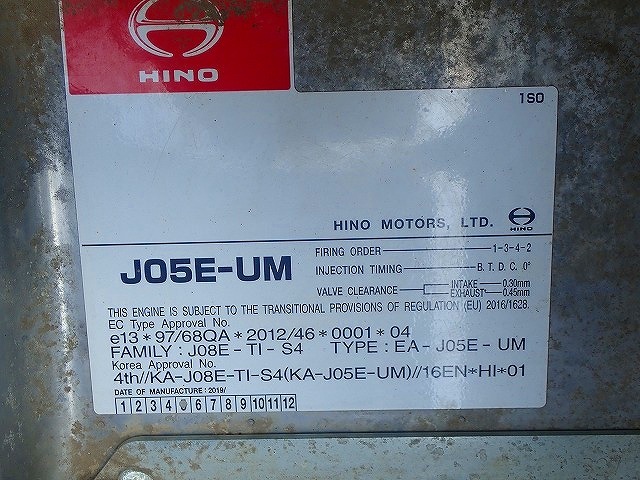 HINO
1SO
HINO MOTORS, LTD. HINO
J05E-UM
FIRING ORDER 1-3-4-2
INJECTION TIMING B.T.D.C. 0°
VALVE CLEARANCE INTAKE 0.30mm
EXHAUST 0.45mm
THIS ENGINE IS SUBJECT TO THE TRANSITIONAL PROVISIONS OF REGULATION (EU) 2016/1628.
EC Type Approval No.
e13*97/68QA*2012/46*0001*04
FAMILY : J08E-TI-S4 TYPE: EA-J05E-UM
Korea Approval No.
4th//KA-J08E-TI-S4(KA-J05E-UM)//16EN*HI*01
DATE OF MANUFACTURE : 2019/
1 2 3 4 6 7 8 9 10 11 12